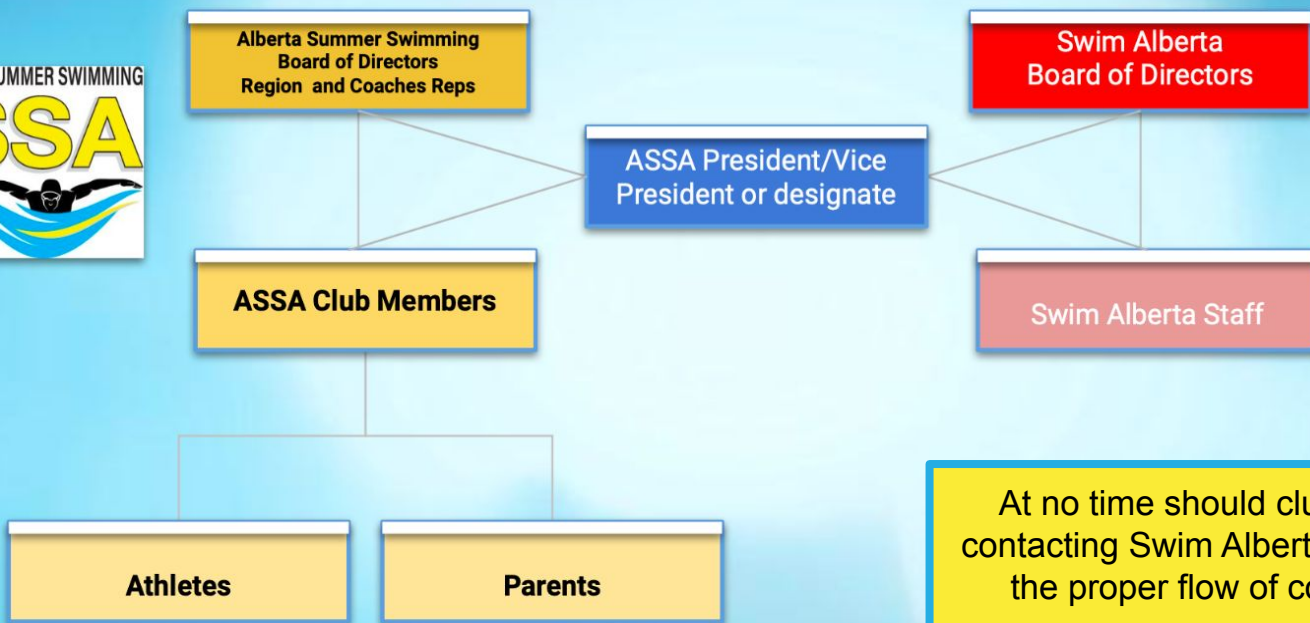 Alberta Summer Swimming
Board of Directors
Region and Coaches Reps
Swim Alberta
Board of Directors
UMMER SWIMMING
SSA
ASSA President/Vice
President or designate
ASSA Club Members
Swim Alberta Staff
Athletes
Parents
At no time should clu
contacting Swim Albert
the proper flow of co